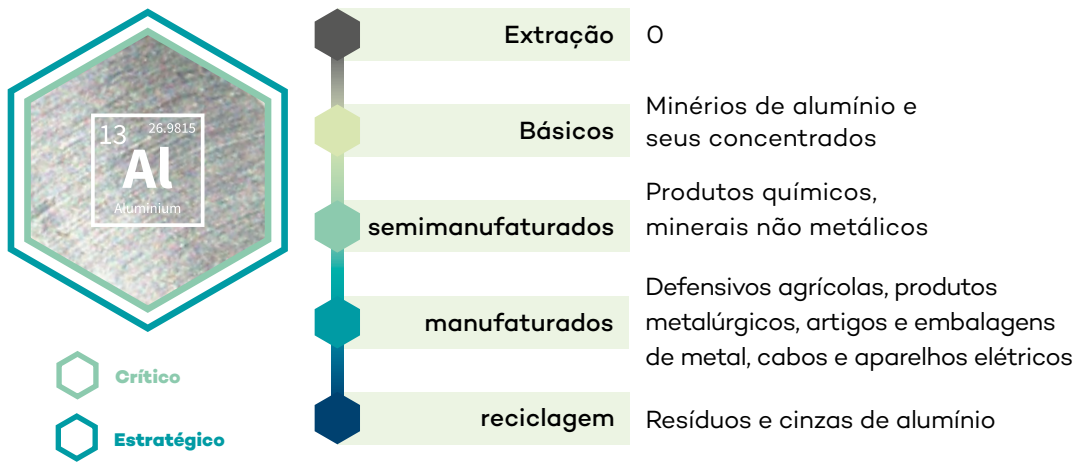 13
26.9815
Al
Aluminium
Crítico
Estratégico
Extração
0
Básicos
Minérios de alumínio e
seus concentrados
semimanufaturados
Produtos químicos,
minerais não metálicos
manufaturados
Defensivos agrícolas, produtos
metalúrgicos, artigos e embalagens
de metal, cabos e aparelhos elétricos
reciclagem
Resíduos e cinzas de alumínio